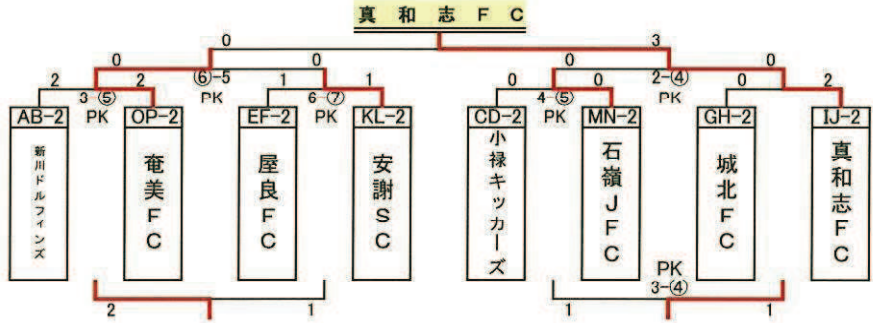 真和志FC
0 3
0 0 0 0
⑥-5 2-④
PK PK
2 2 1 1 0 0 0 2
3-⑤ 6-⑦ 4-⑤
PK PK PK
AB-2 OP-2 EF-2 KL-2 CD-2 MN-2 GH-2 IJ-2
新川ドルフィンズ
奄美FC
屋良FC
安謝SC
小禄キッカーズ
石嶺JFC
城北FC
真和志FC
PK
3-④
2 1 1 1